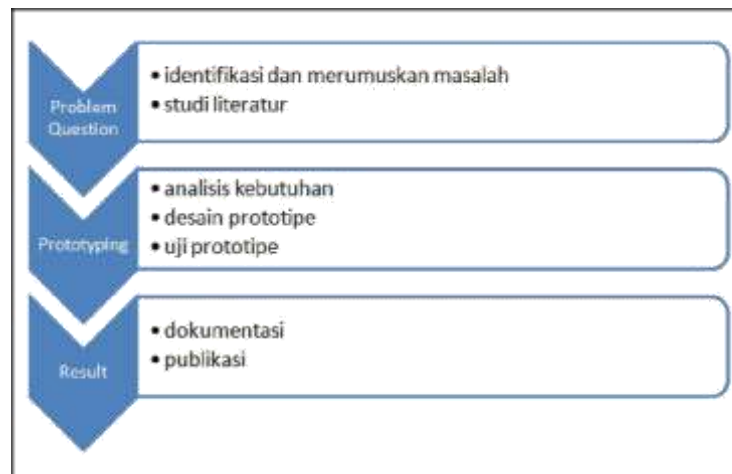 Problem
Question
• identifikasi dan merumuskan masalah
• studi literatur
Prototyping
• analisis kebutuhan
• desain prototipe
• uji prototipe
Result
• dokumentasi
• publikasi